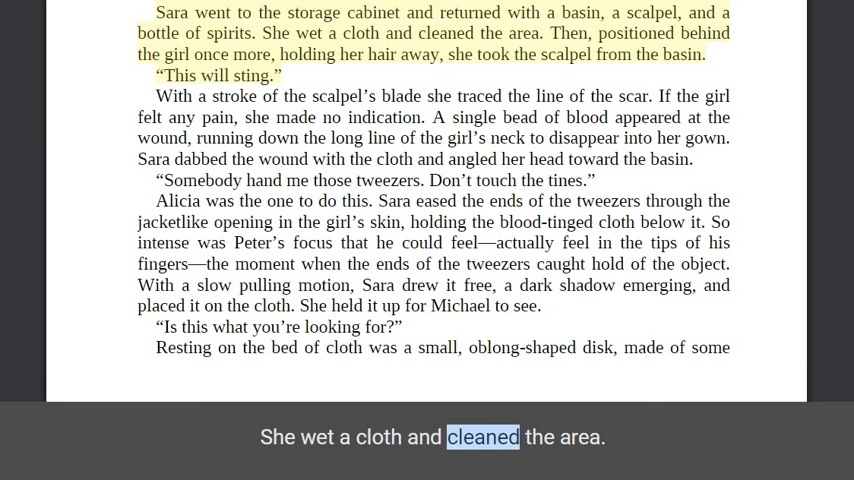 Sara went to the storage cabinet and returned with a basin, a scalpel, and a
bottle of spirits. She wet a cloth and cleaned the area. Then, positioned behind
the girl once more, holding her hair away, she took the scalpel from the basin.
“This will sting.”
With a stroke of the scalpel’s blade she traced the line of the scar. If the girl
felt any pain, she made no indication. A single bead of blood appeared at the
wound, running down the long line of the girl’s neck to disappear into her gown.
Sara dabbed the wound with the cloth and angled her head toward the basin.
“Somebody hand me those tweezers. Don’t touch the tines.”
Alicia was the one to do this. Sara eased the ends of the tweezers through the
jacketlike opening in the girl’s skin, holding the blood-tinged cloth below it. So
intense was Peter’s focus that he could feel—actually feel in the tips of his
fingers—the moment when the ends of the tweezers caught hold of the object.
With a slow pulling motion, Sara drew it free, a dark shadow emerging, and
placed it on the cloth. She held it up for Michael to see.
“Is this what you’re looking for?”
Resting on the bed of cloth was a small, oblong-shaped disk, made of some
She wet a cloth and cleaned the area.